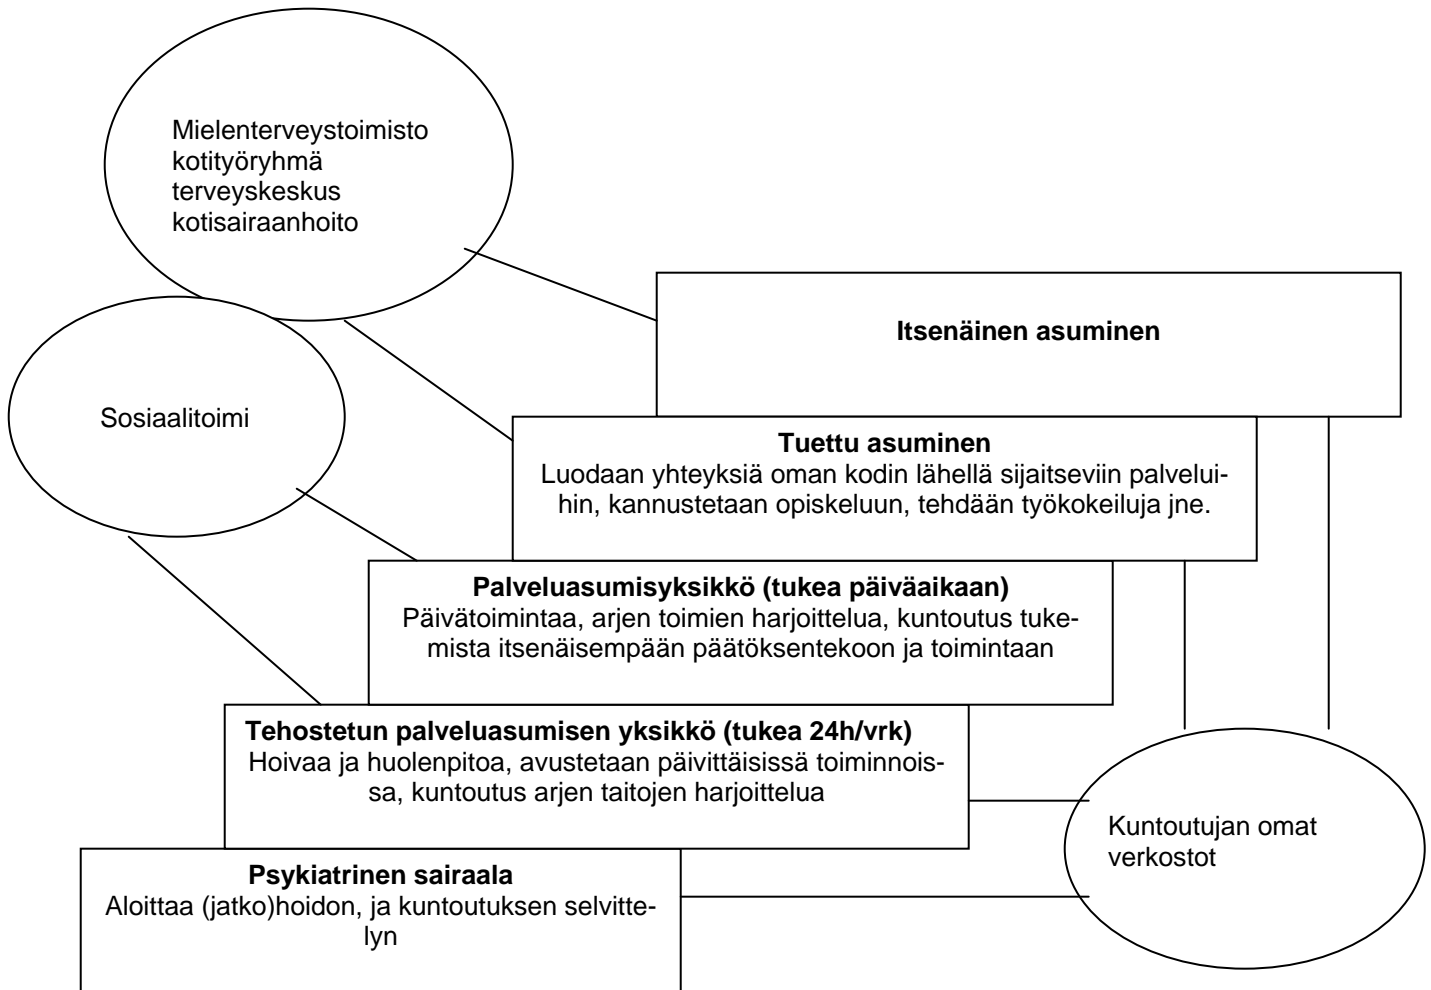 Mielenterveystoimisto
kotityöryhmä
terveyskeskus
kotisairaanhoito
Itsenäinen asuminen
Sosiaalitoimi
Tuettu asuminen
Luodaan yhteyksiä oman kodin lähellä sijaitseviin palvelui-
hin, kannustetaan opiskeluun, tehdään työkokeiluja jne.
Palveluasumisyksikkö (tukea päiväaikaan)
Päivätoimintaa, arjen toimien harjoittelua, kuntoutus tuke-
mista itsenäisempään päätöksentekoon ja toimintaan
Tehostetun palveluasumisen yksikkö (tukea 24h/vrk)
Hoivaa ja huolenpitoa, avustetaan päivittäisissä toiminnois-
sa, kuntoutus arjen taitojen harjoittelua
Kuntoutujan omat
verkostot
Psykiatrinen sairaala
Aloittaa (jatko)hoidon, ja kuntoutuksen selvitte-
lyn